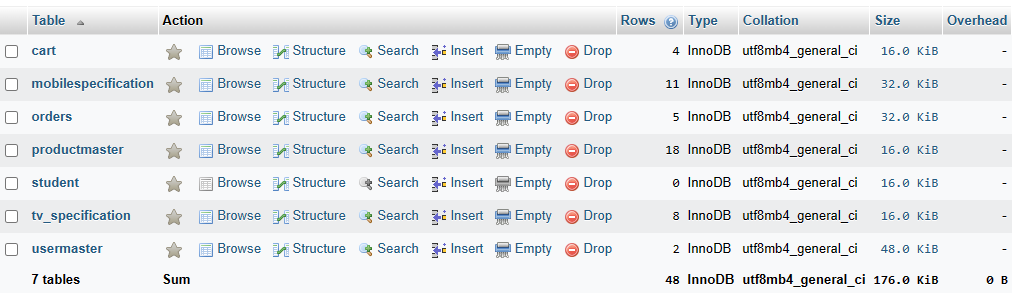 Table Action Rows Type Collation Size Overhead
cart Browse Structure Search Insert Empty Drop 4 InnoDB utf8mb4_general_ci 16.0 KiB -
mobilespecification Browse Structure Search Insert Empty Drop 11 InnoDB utf8mb4_general_ci 32.0 KiB -
orders Browse Structure Search Insert Empty Drop 5 InnoDB utf8mb4_general_ci 32.0 KiB -
productmaster Browse Structure Search Insert Empty Drop 18 InnoDB utf8mb4_general_ci 16.0 KiB -
student Browse Structure Search Insert Empty Drop 0 InnoDB utf8mb4_general_ci 16.0 KiB -
tv_specification Browse Structure Search Insert Empty Drop 8 InnoDB utf8mb4_general_ci 16.0 KiB -
usermaster Browse Structure Search Insert Empty Drop 2 InnoDB utf8mb4_general_ci 48.0 KiB -
7 tables Sum 48 InnoDB utf8mb4_general_ci 176.0 KiB 0 B